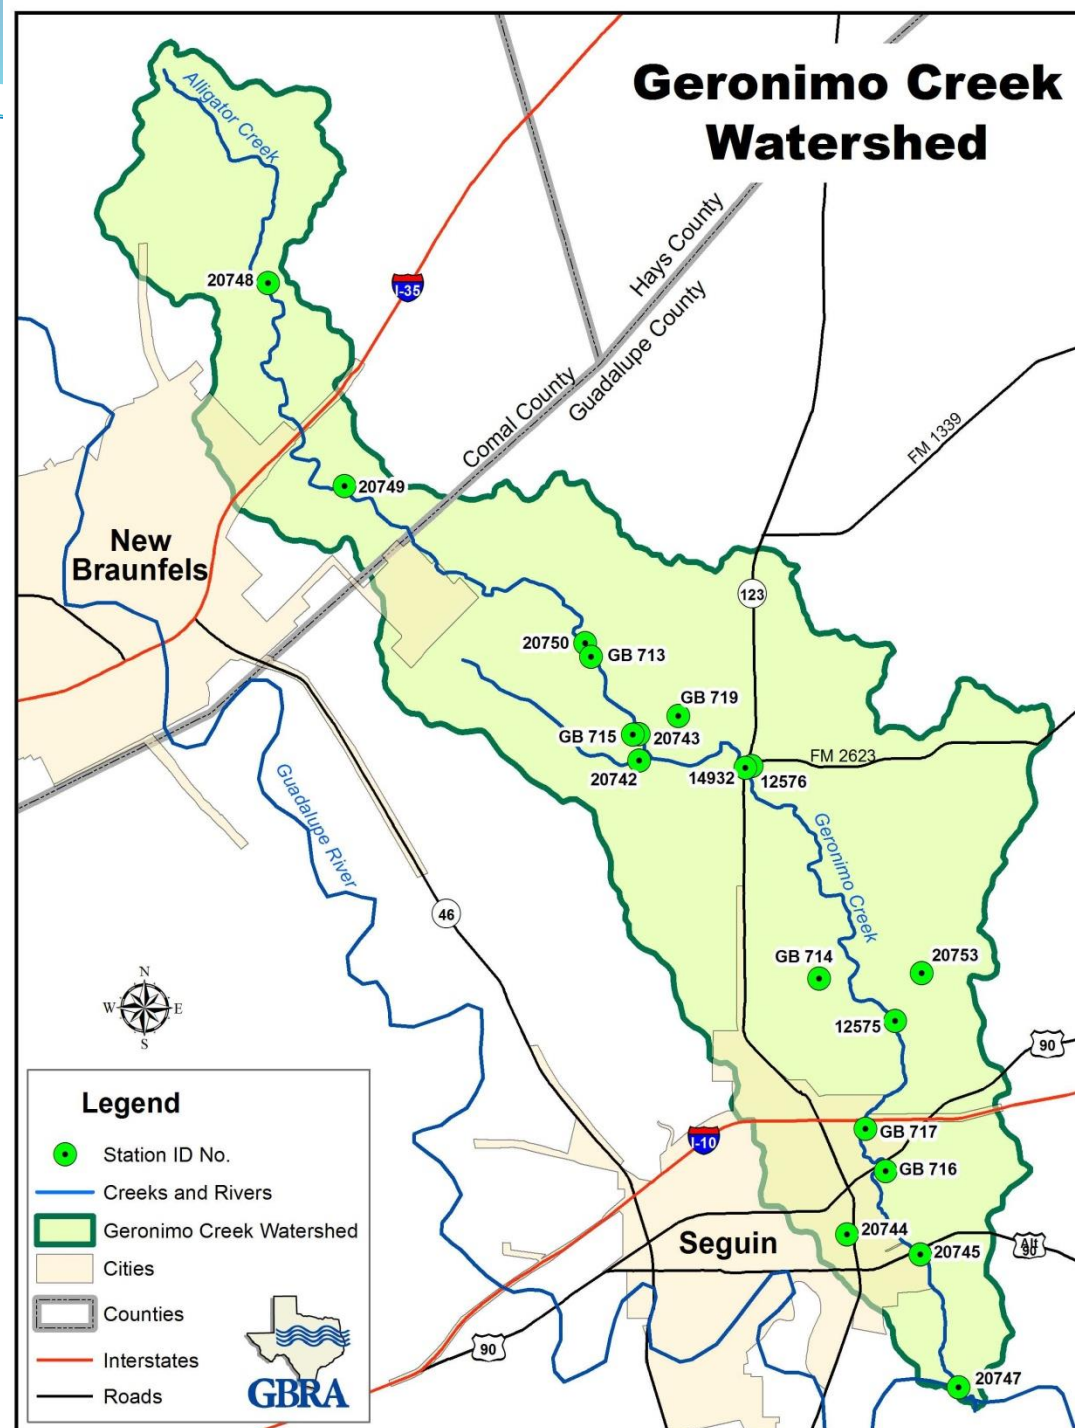 Geronimo Creek
Watershed
Alligator Creek
20748
I-35
Hays County
Guadalupe County
Comal County
FM 1339
20749
New
Braunfels
123
20750
GB 713
GB 719
GB 715
20743
20742
14932
12576
FM 2623
Guadalupe River
Geronimo Creek
46
GB 714
20753
12575
N
W
E
S
90
GB 717
I-10
GB 716
20744
Seguin
20745
Alt
90
90
20747
Legend
Station ID No.
Creeks and Rivers
Geronimo Creek Watershed
Cities
Counties
Interstates
Roads
GBRA